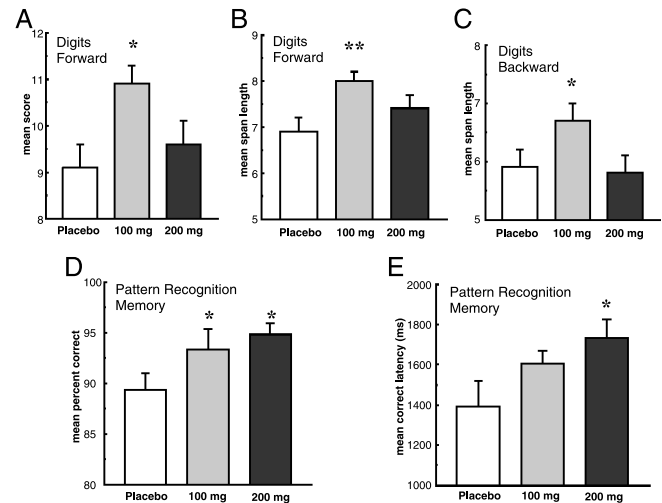 A
Digits
Forward
*
mean score
11
10
9
8
Placebo
100 mg
200 mg
B
Digits
Forward
**
mean span length
9
8
7
6
5
Placebo
100 mg
200 mg
C
Digits
Backward
*
mean span length
8
7
6
5
Placebo
100 mg
200 mg
D
Pattern Recognition
Memory
*
*
mean percent correct
100
95
90
85
80
Placebo
100 mg
200 mg
E
Pattern Recognition
Memory
*
mean correct latency (ms)
2000
1800
1600
1400
1200
1000
Placebo
100 mg
200 mg